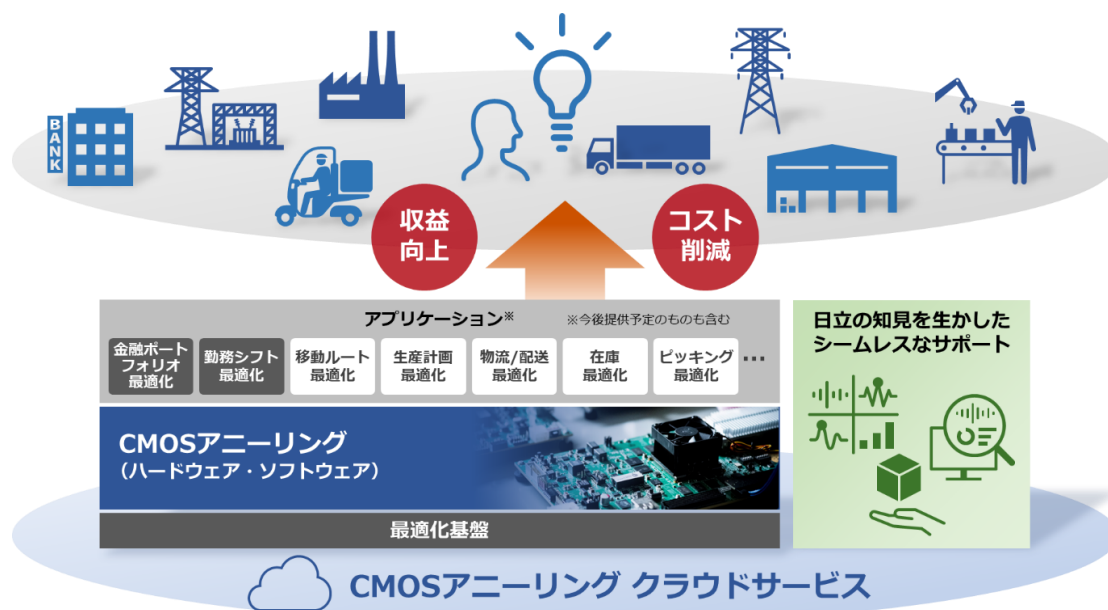 BANK
収益
向上
コスト
削減
アプリケーション※
※今後提供予定のものも含む
金融ポート
フォリオ
最適化
勤務シフト
最適化
移動ルート
最適化
生産計画
最適化
物流/配送
最適化
在庫
最適化
ピッキング
最適化
…
日立の知見を生かした
シームレスなサポート
CMOSアニーリング
（ハードウェア・ソフトウェア）
最適化基盤
CMOSアニーリング クラウドサービス